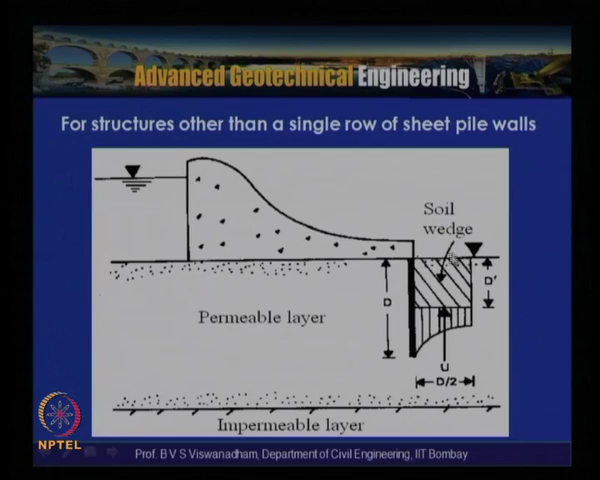 Advanced Geotechnical Engineering
For structures other than a single row of sheet pile walls
Soil
wedge
D'
D
Permeable layer
U
D/2
Impermeable layer
NPTEL
Prof. B V S Viswanadham, Department of Civil Engineering, IIT Bombay